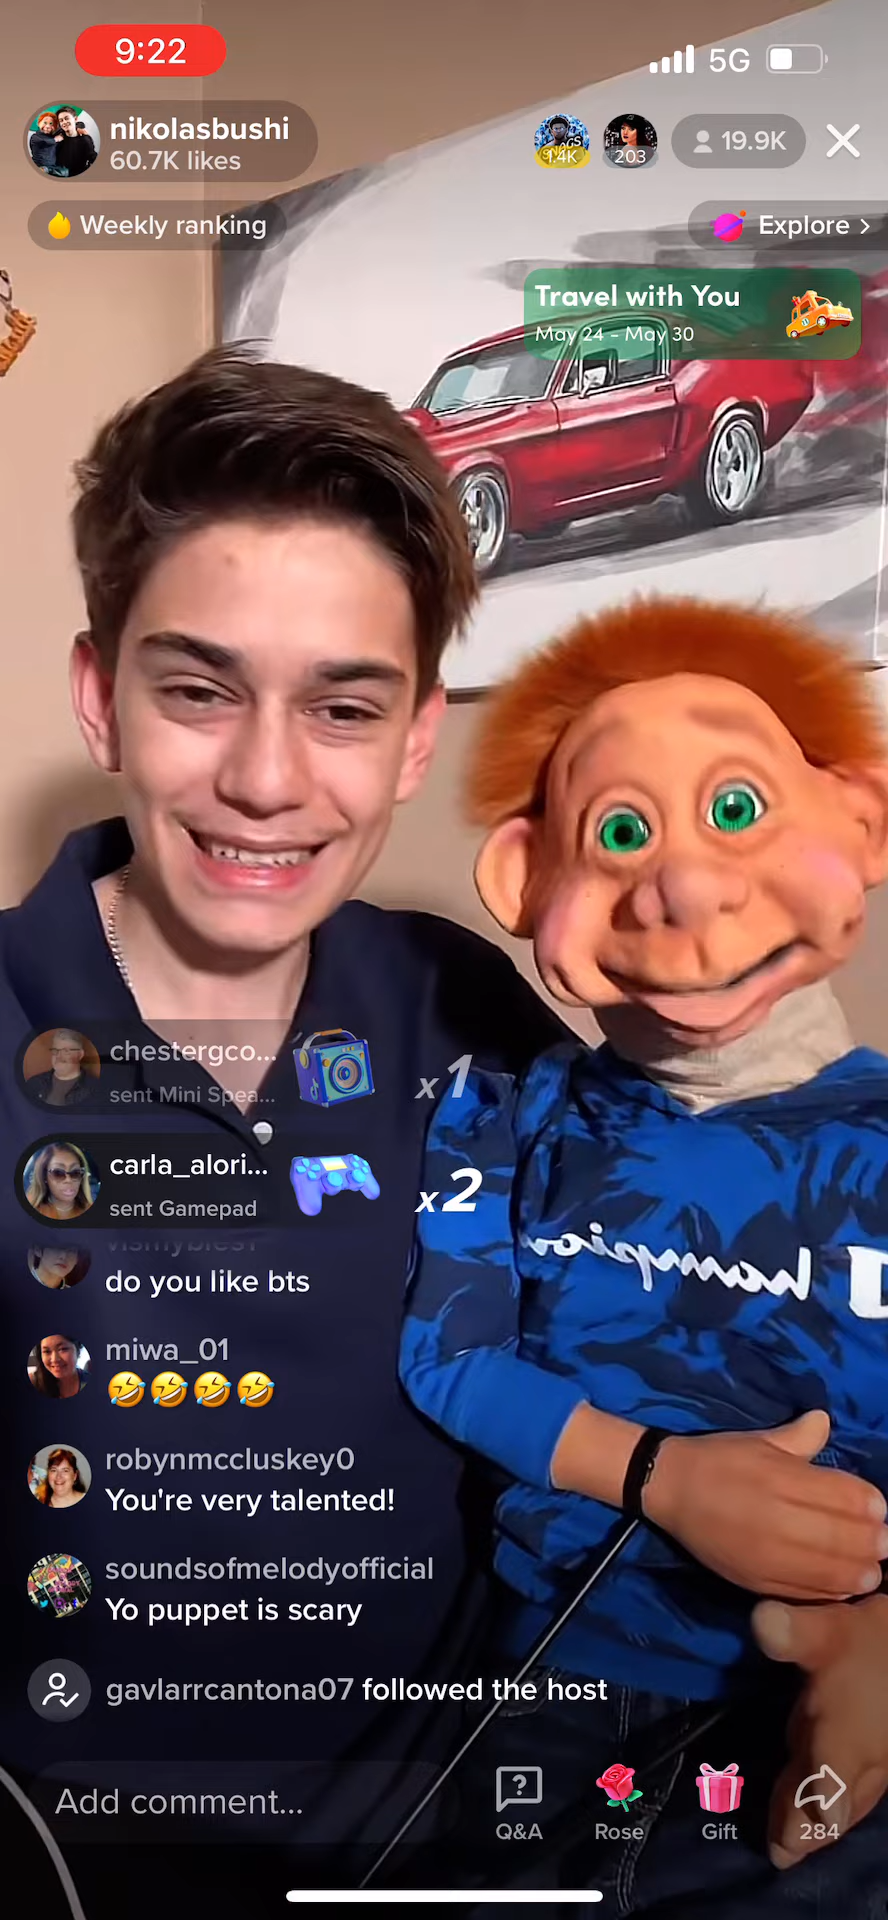 9:22
5G
nikolasbushi
60.7K likes
1.4K
203
19.9K
Weekly ranking
Explore >
Travel with You
May 24 - May 30
chestergco...
sent Mini Spea...
x1
carla_alori...
sent Gamepad
x2
do you like bts
miwa_01
🤣🤣🤣🤣
robynmccluskey0
You're very talented!
soundsofmelodyofficial
Yo puppet is scary
gavlarrcantona07 followed the host
Add comment...
Q&A
Rose
Gift
284